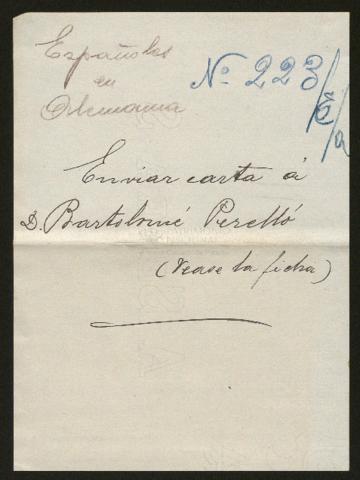 Españoles
en
Alemania
Nº 223
Enviar carta á
D. Bartolomé Perelló
(Vease la ficha)